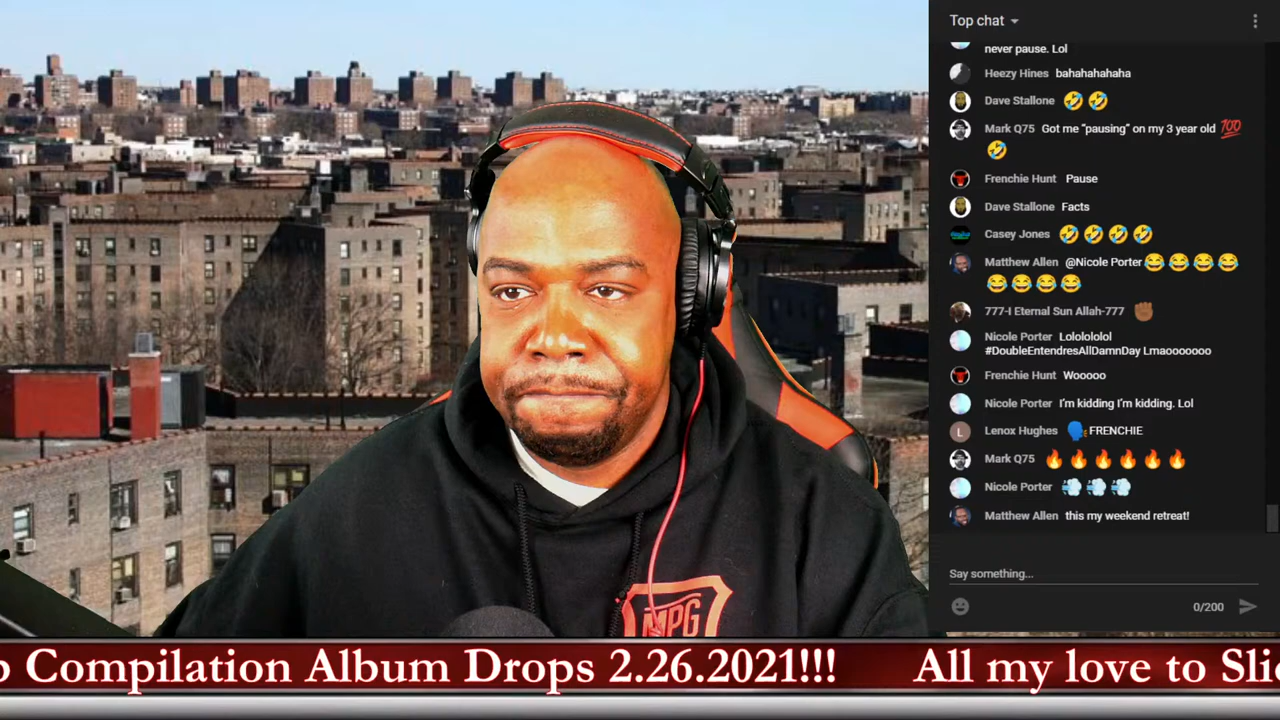 Top chat
never pause. Lol
Heezy Hines bahahahahaha
Dave Stallone 🤣 🤣
Mark Q75 Got me “pausing” on my 3 year old 💯
🤣
Frenchie Hunt Pause
Dave Stallone Facts
Casey Jones 🤣 🤣 🤣 🤣
Matthew Allen @Nicole Porter 😂 😂 😂 😂
😂 😂 😂 😂
777-I Eternal Sun Allah-777 ✊🏾
Nicole Porter Lolololololol
#DoubleEntendresAllDamnDay Lmaooooooo
Frenchie Hunt Wooooo
Nicole Porter I'm kidding I'm kidding. Lol
L Lenox Hughes 🗣 FRENCHIE
Mark Q75 🔥 🔥 🔥 🔥 🔥 🔥
Nicole Porter 💨 💨 💨
Matthew Allen this my weekend retreat!
Say something...
0/200
MPG
p Compilation Album Drops 2.26.2021!!! All my love to Slic